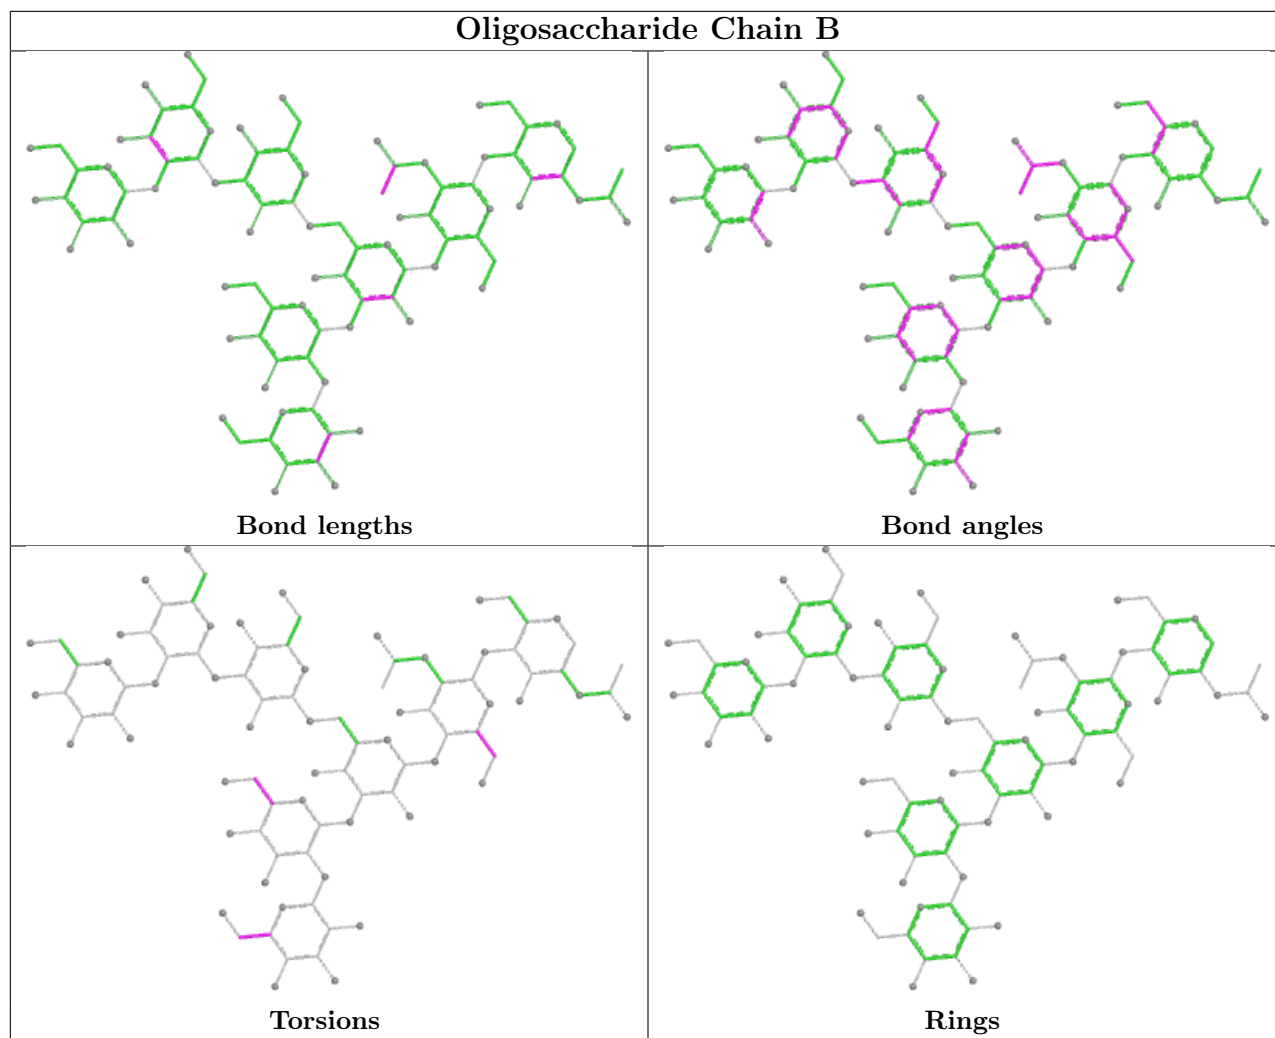 Oligosaccharide Chain B
Bond lengths
Bond angles
Torsions
Rings